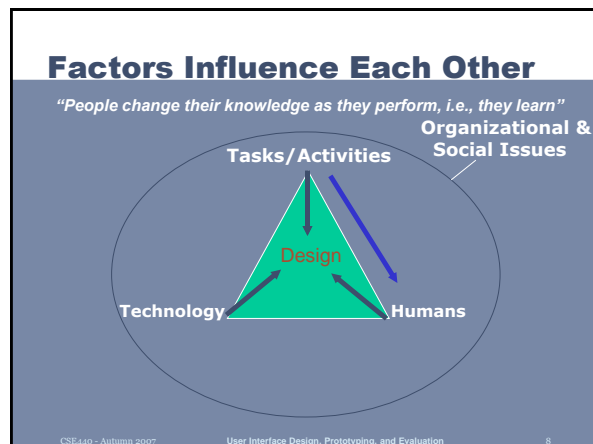 Factors Influence Each Other
“People change their knowledge as they perform, i.e., they learn”
Organizational &
Social Issues
Tasks/Activities
Design
Technology
Humans
CSE440 - Autumn 2007
User Interface Design, Prototyping, and Evaluation
8